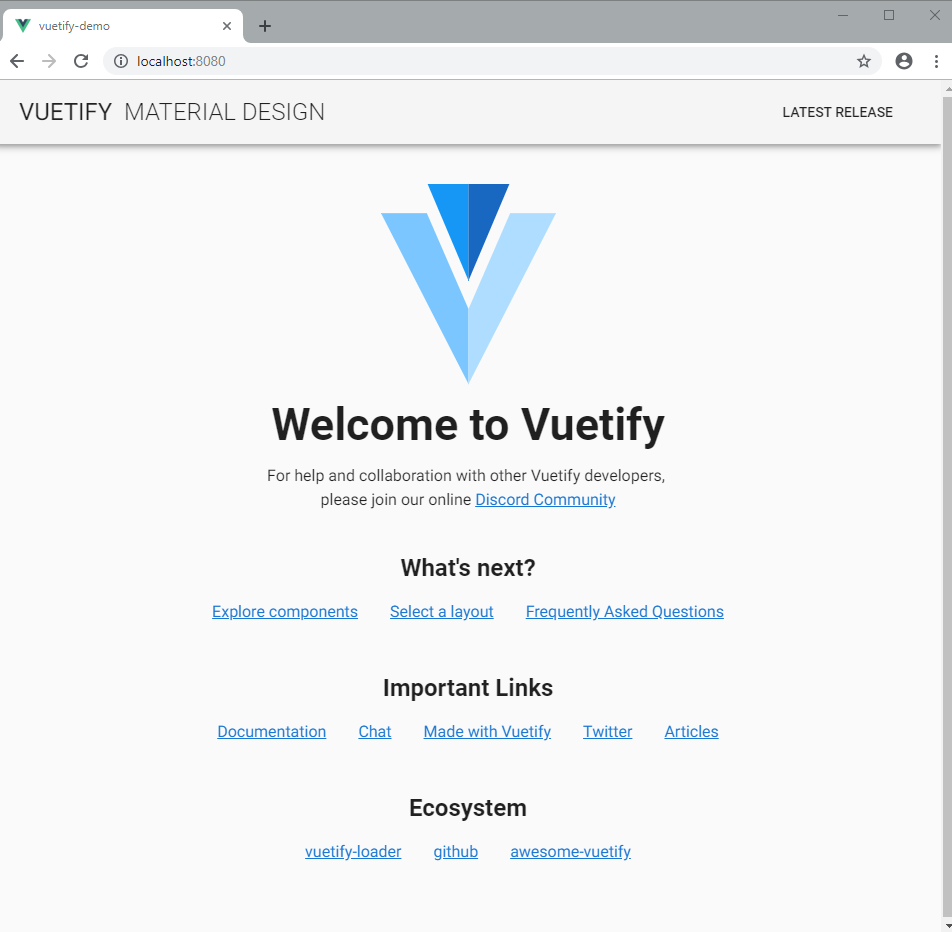 vuetify-demo
localhost:8080
VUETIFY MATERIAL DESIGN LATEST RELEASE
Welcome to Vuetify
For help and collaboration with other Vuetify developers,
please join our online Discord Community
What's next?
Explore components Select a layout Frequently Asked Questions
Important Links
Documentation Chat Made with Vuetify Twitter Articles
Ecosystem
vuetify-loader github awesome-vuetify